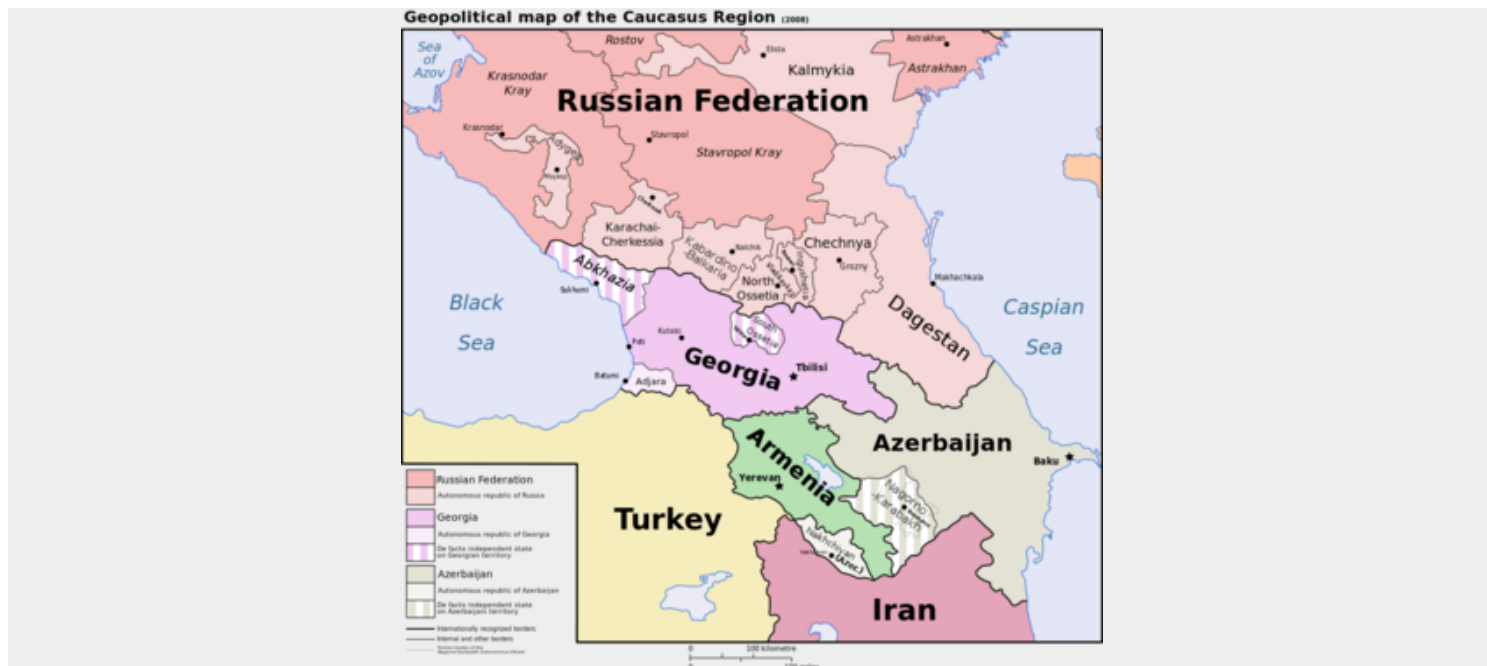 Geopolitical map of the Caucasus Region (2008)
Sea
of
Azov
Rostov
Elista
Astrakhan
Kalmykia
Astrakhan
Krasnodar
Kray
Russian Federation
Krasnodar
Adygea
Stavropol
Stavropol Kray
Maykop
Cherkessk
Karachai-
Cherkessia
Kabardino
-Balkaria
Nalchik
Chechnya
Grozny
Ingushetia
North
Ossetia
Vladikavkaz
Makhachkala
Dagestan
Abkhazia
Sukhumi
Black
Sea
Caspian
Sea
Kutaisi
South
Ossetia
Poti
Georgia
Tbilisi
Batumi
Adjara
Armenia
Azerbaijan
Baku
Yerevan
Nagorno
-Karabakh
Turkey
Nakhchivan
(Azer.)
Iran
Russian Federation
Autonomous republic of Russia
Georgia
Autonomous republic of Georgia
De facto independent state
on Georgian territory
Azerbaijan
Autonomous republic of Azerbaijan
De facto independent state
on Azerbaijani territory
Internationally recognized borders
Internal and other borders
0 100 kilometre
0 100 miles